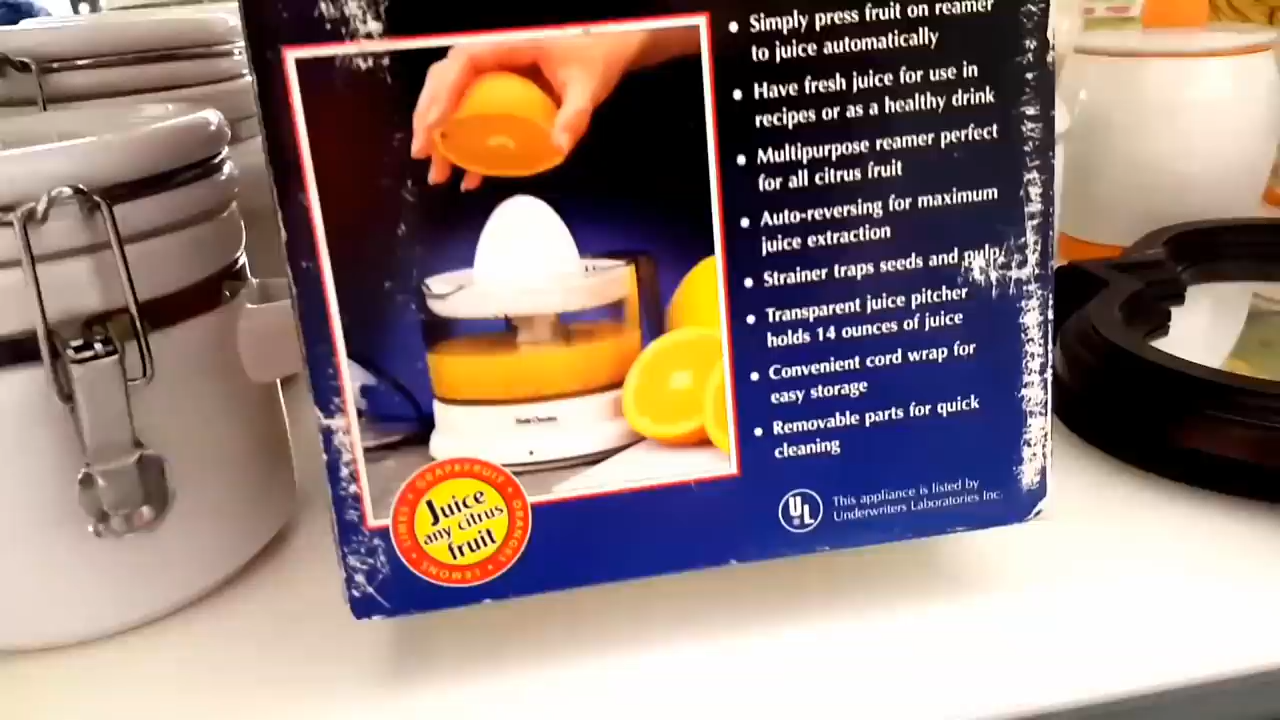 • Simply press fruit on reamer
to juice automatically
• Have fresh juice for use in
recipes or as a healthy drink
• Multipurpose reamer perfect
for all citrus fruit
• Auto-reversing for maximum
juice extraction
• Strainer traps seeds and pulp
• Transparent juice pitcher
holds 14 ounces of juice
• Convenient cord wrap for
easy storage
• Removable parts for quick
cleaning
UL
This appliance is listed by
Underwriters Laboratories Inc.
GRAPEFRUIT • ORANGES • LEMONS • LIMES •
Juice
any citrus
fruit